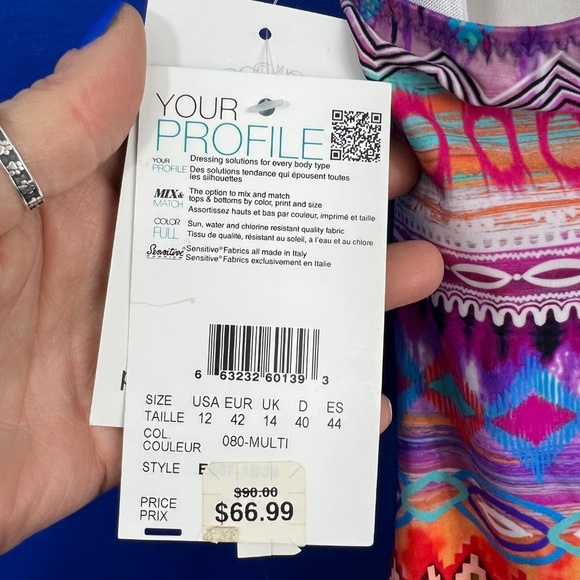 YOUR
PROFILE
YOUR PROFILE Dressing solutions for every body type
Des solutions tendance qui épousent toutes
les silhouettes
MIX& MATCH The option to mix and match
tops & bottoms by color, print and size
Assortissez hauts et bas par couleur, imprimé et taille
COLOR FULL Sun, water and chlorine resistant quality fabric
Tissu de qualité, résistant au soleil, à l'eau et au chlore
Sensitive® Sensitive® Fabrics all made in Italy
Sensitive® Fabrics exclusivement en Italie
6 63232 60139 3
SIZE USA EUR UK D ES
TAILLE 12 42 14 40 44
COL.
COULEUR 080-MULTI
STYLE
PRICE $90.00
PRIX $66.99